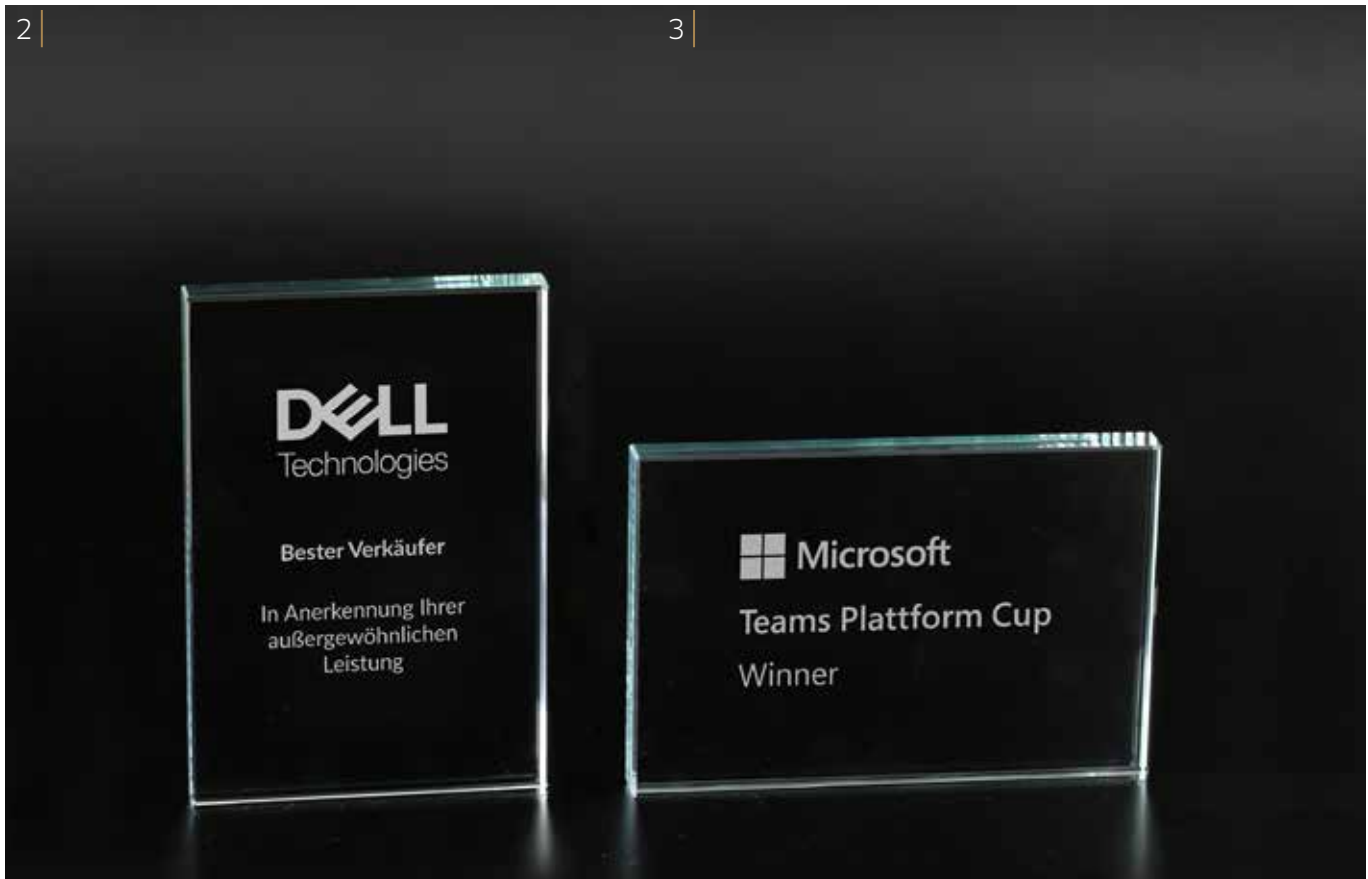 2
3
DELL
Technologies
Bester Verkäufer
In Anerkennung Ihrer
außergewöhnlichen
Leistung
Microsoft
Teams Plattform Cup
Winner